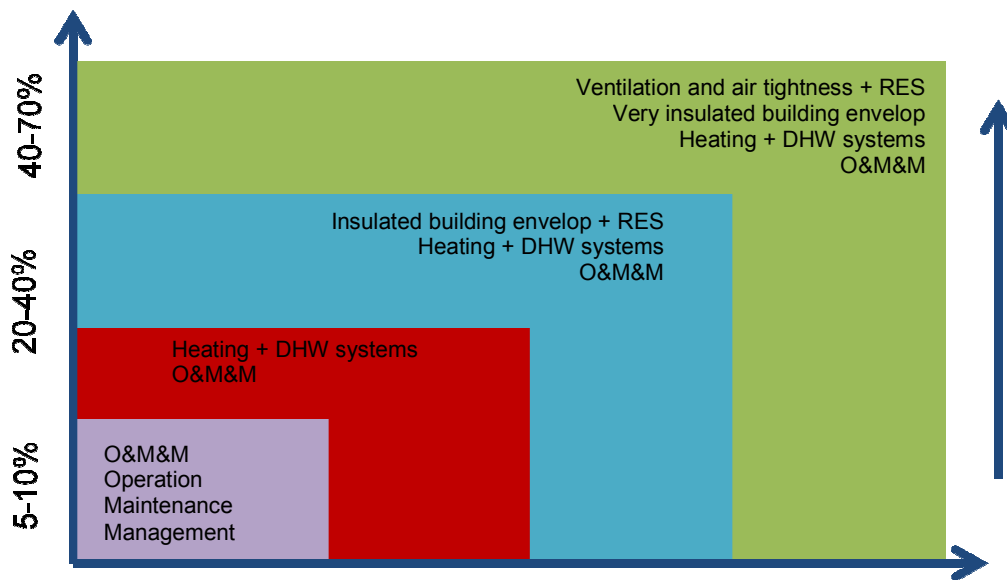 40-70%
Ventilation and air tightness + RES
Very insulated building envelop
Heating + DHW systems
O&M&M
20-40%
Insulated building envelop + RES
Heating + DHW systems
O&M&M
Heating + DHW systems
O&M&M
5-10%
O&M&M
Operation
Maintenance
Management